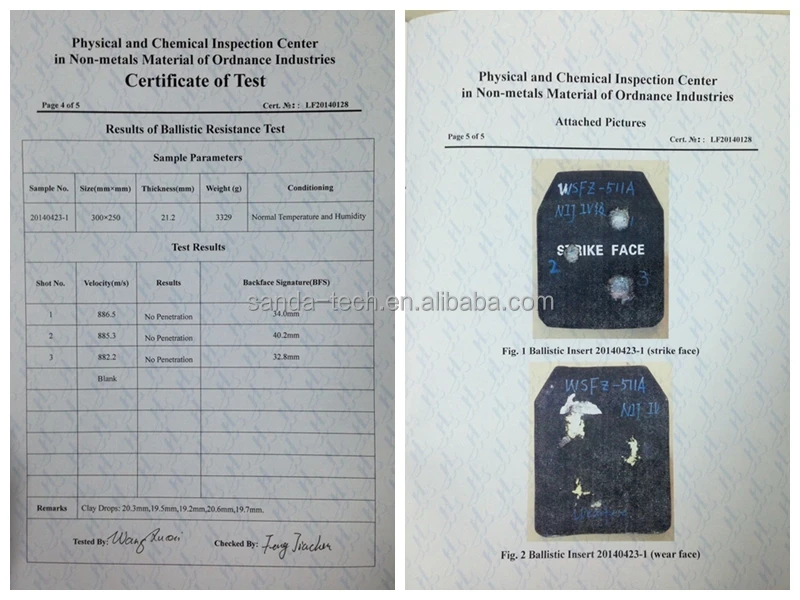 Physical and Chemical Inspection Center
in Non-metals Material of Ordnance Industries
Certificate of Test
Page 4 of 5 Cert. №: : LF20140128
Results of Ballistic Resistance Test
Sample Parameters
Sample No. Size(mm×mm) Thickness(mm) Weight (g) Conditioning
20140423-1 300×250 21.2 3329 Normal Temperature and Humidity
Test Results
Shot No. Velocity(m/s) Results Backface Signature(BFS)
1 886.5 No Penetration 34.0mm
2 885.3 No Penetration 40.2mm
3 882.2 No Penetration 32.8mm
Blank
Remarks Clay Drops: 20.3mm,19.5mm,19.2mm,20.6mm,19.7mm.
Tested By: Checked By:
Physical and Chemical Inspection Center
in Non-metals Material of Ordnance Industries
Attached Pictures
Page 5 of 5 Cert. №: : LF20140128
WSFZ-511A
NIJ IV
1
STRIKE FACE
2
3
Fig. 1 Ballistic Insert 20140423-1 (strike face)
WSFZ-511A
NIJ IV
Fig. 2 Ballistic Insert 20140423-1 (wear face)
sanda-tech.en.alibaba.com